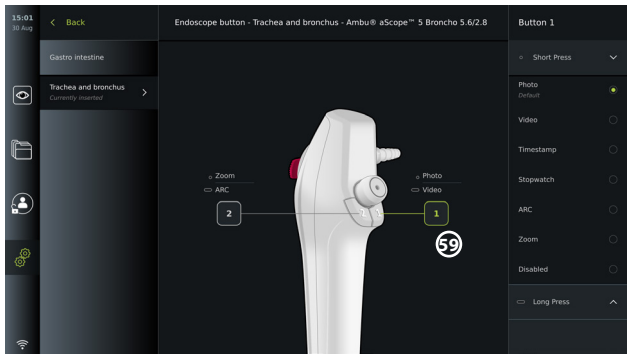 15:01
30 Aug
Back
Endoscope button - Trachea and bronchus - Ambu® aScope™ 5 Broncho 5.6/2.8
Button 1
Gastro intestine
Trachea and bronchus
Currently inserted
Zoom
ARC
2
Photo
Video
1
59
Short Press
Photo
Default
Video
Timestamp
Stopwatch
ARC
Zoom
Disabled
Long Press